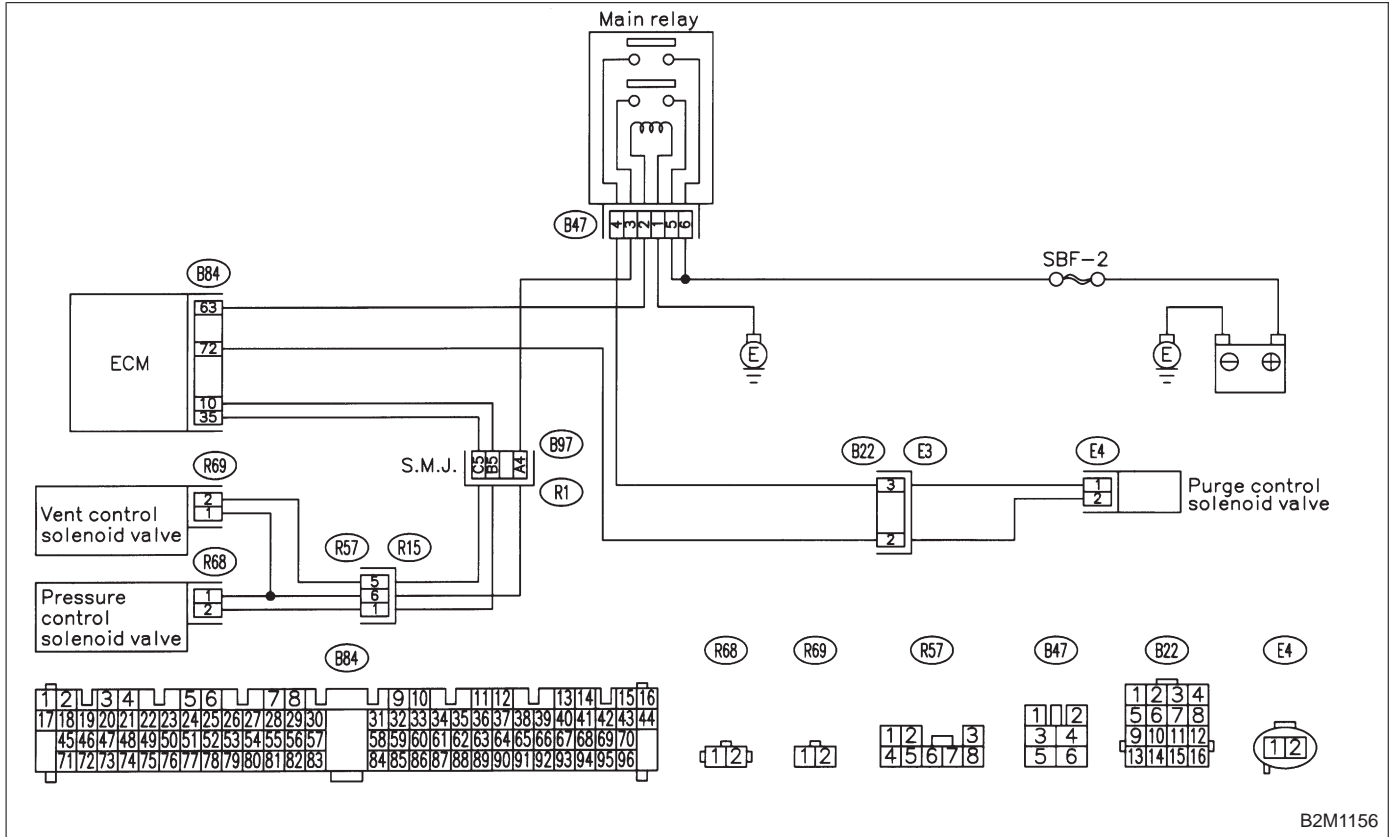 Main relay
B47
4 3 2 1 5 6
SBF-2
B84
63
72
10
35
ECM
E
E
⊖ ⊕
S.M.J.
C5 B5 A4
B97
R1
B22
E3
E4
3
2
1
2
Purge control
solenoid valve
R69
2
1
Vent control
solenoid valve
R68
1
2
Pressure
control
solenoid valve
R57
R15
5
6
1
B84
1 2 3 4 5 6 7 8 9 10 11 12 13 14 15 16
17 18 19 20 21 22 23 24 25 26 27 28 29 30 31 32 33 34 35 36 37 38 39 40 41 42 43 44
45 46 47 48 49 50 51 52 53 54 55 56 57 58 59 60 61 62 63 64 65 66 67 68 69 70
71 72 73 74 75 76 77 78 79 80 81 82 83 84 85 86 87 88 89 90 91 92 93 94 95 96
R68
1 2
R69
1 2
R57
1 2 3
4 5 6 7 8
B47
1 2
3 4
5 6
B22
1 2 3 4
5 6 7 8
9 10 11 12
13 14 15 16
E4
1 2
B2M1156